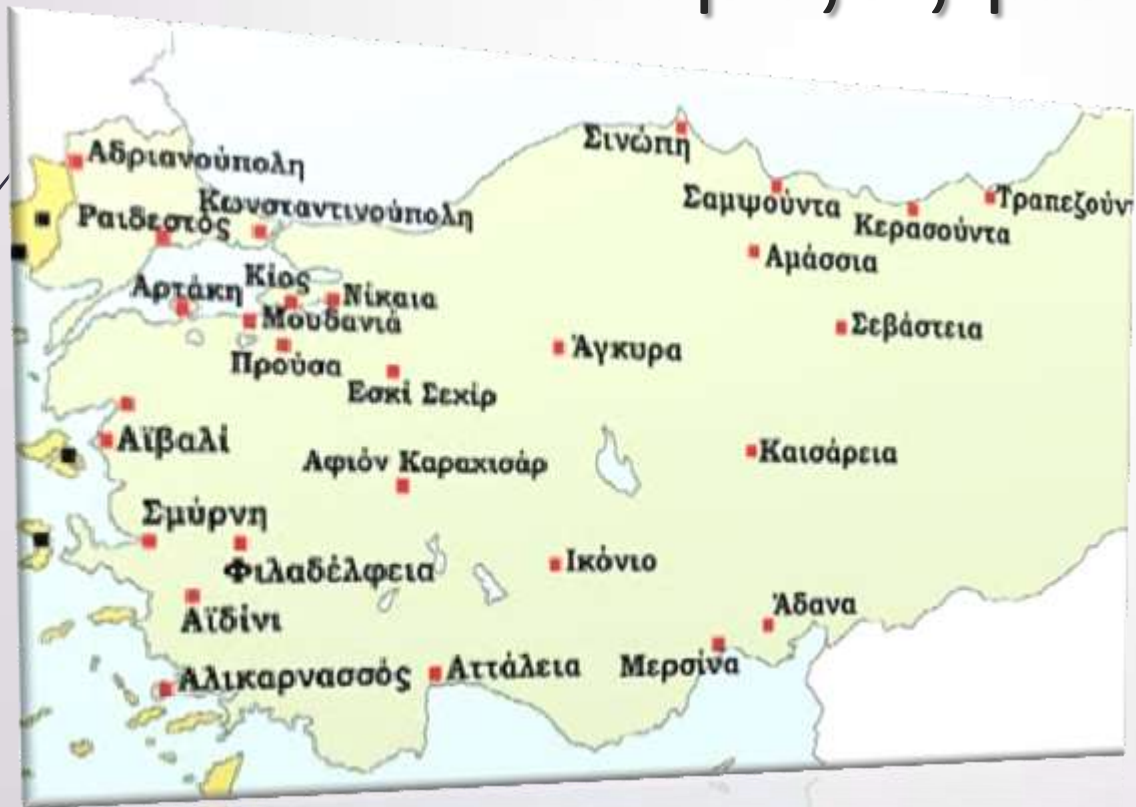 Σινώπη
Αδριανούπολη
Κωνσταντινούπολη
Ραιδεστός
Σαμψούντα
Κερασούντα
Τραπεζούντ
Αμάσσια
Κίος
Αρτάκη
Νίκαια
Μουδανιά
Σεβάστεια
Άγκυρα
Προύσα
Εσκί Σεχίρ
Αϊβαλί
Αφιόν Καραχισάρ
Καισάρεια
Σμύρνη
Φιλαδέλφεια
Ικόνιο
Αϊδίνι
Άδανα
Αλικαρνασσός
Αττάλεια
Μερσίνα